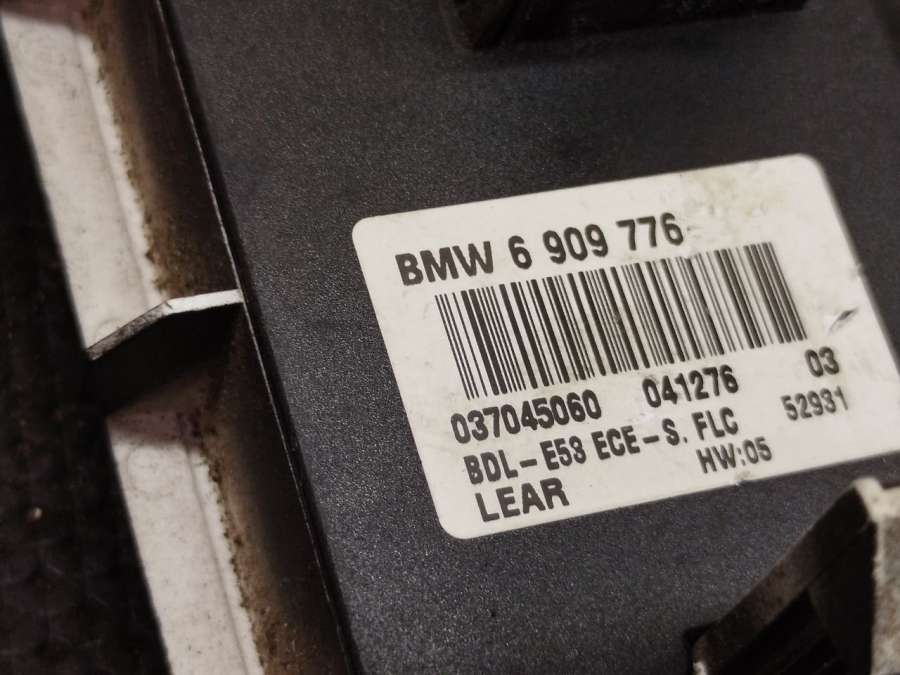 BMW 6 909 776
037045060 041276 03
BDL-E53 ECE-S. FLC 52931
LEAR HW:05